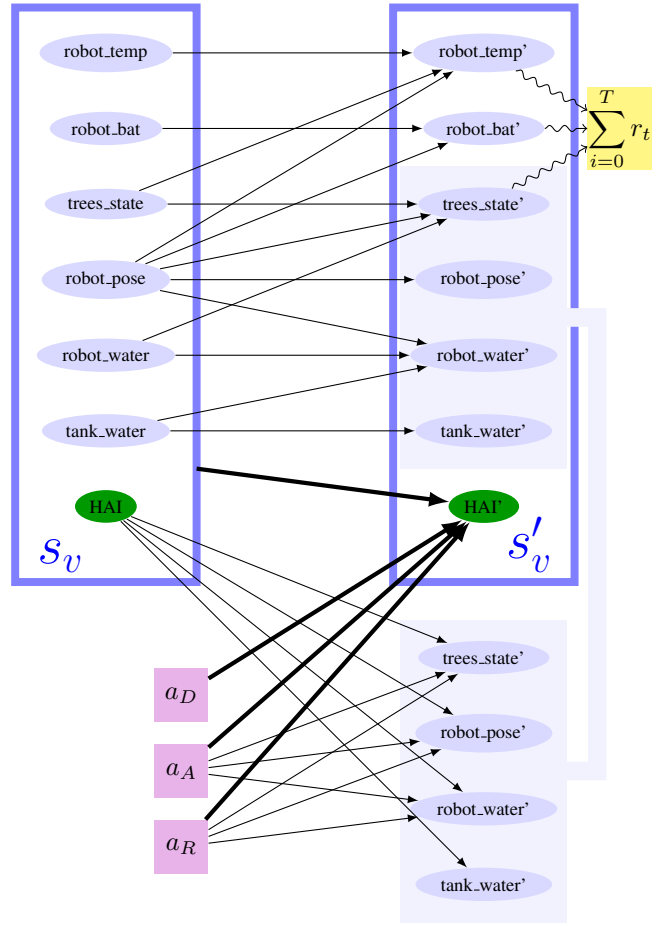 robot_temp robot_temp’
robot_bat robot_bat’
T
∑ r_t
i=0
trees_state trees_state’
robot_pose robot_pose’
robot_water robot_water’
tank_water tank_water’
HAI HAI’
s_v s′_v
trees_state’
a_D
robot_pose’
a_A
robot_water’
a_R
tank_water’